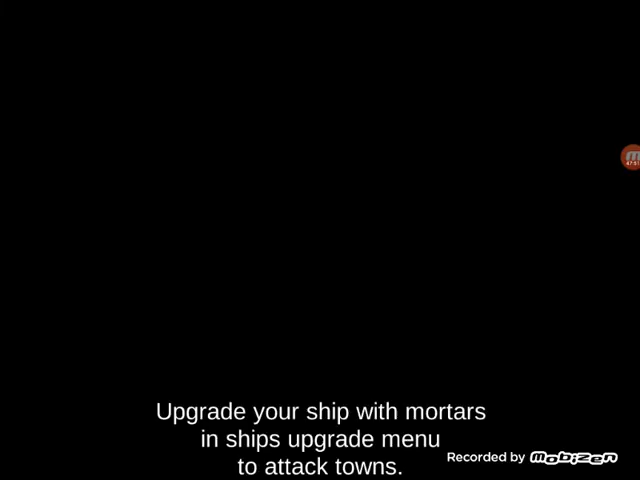 Upgrade your ship with mortars
in ships upgrade menu
to attack towns.
Recorded by mobizen